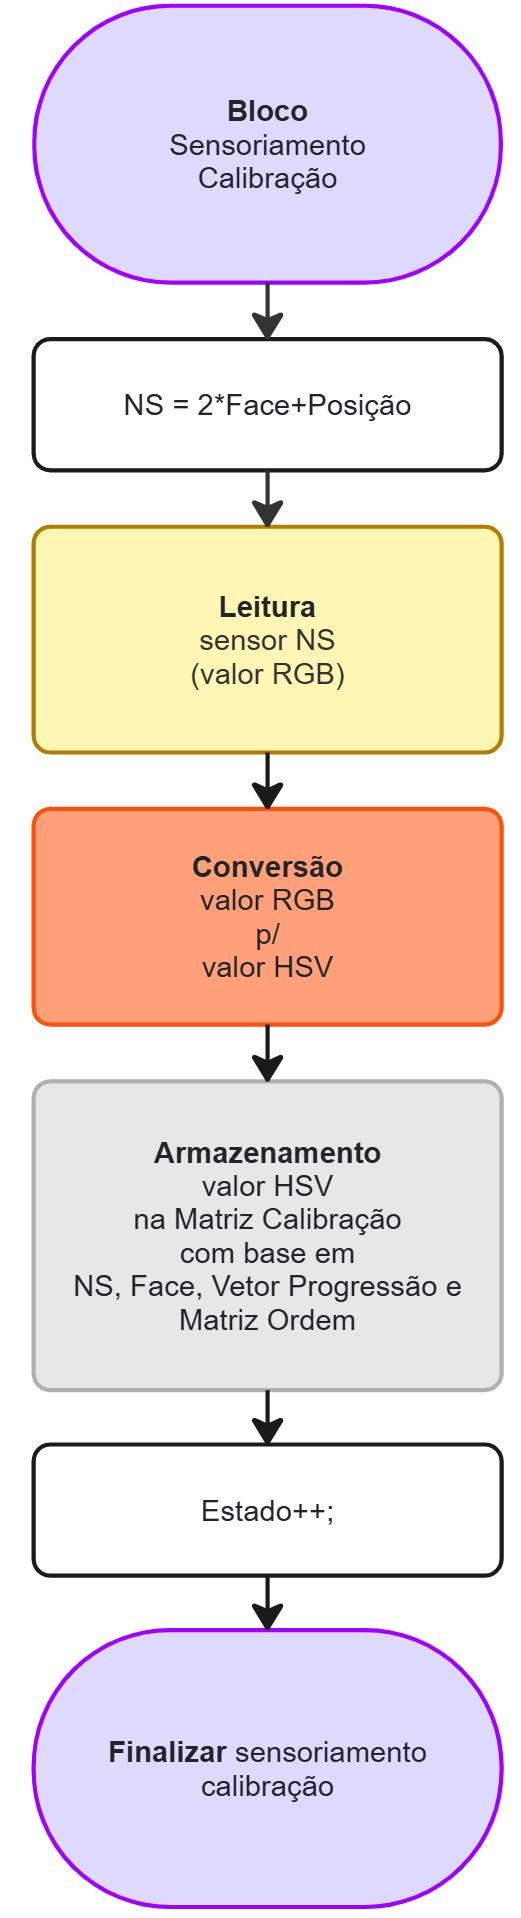 Bloco
Sensoriamento
Calibração
NS = 2*Face+Posição
Leitura
sensor NS
(valor RGB)
Conversão
valor RGB
p/
valor HSV
Armazenamento
valor HSV
na Matriz Calibração
com base em
NS, Face, Vetor Progressão e
Matriz Ordem
Estado++;
Finalizar sensoriamento
calibração